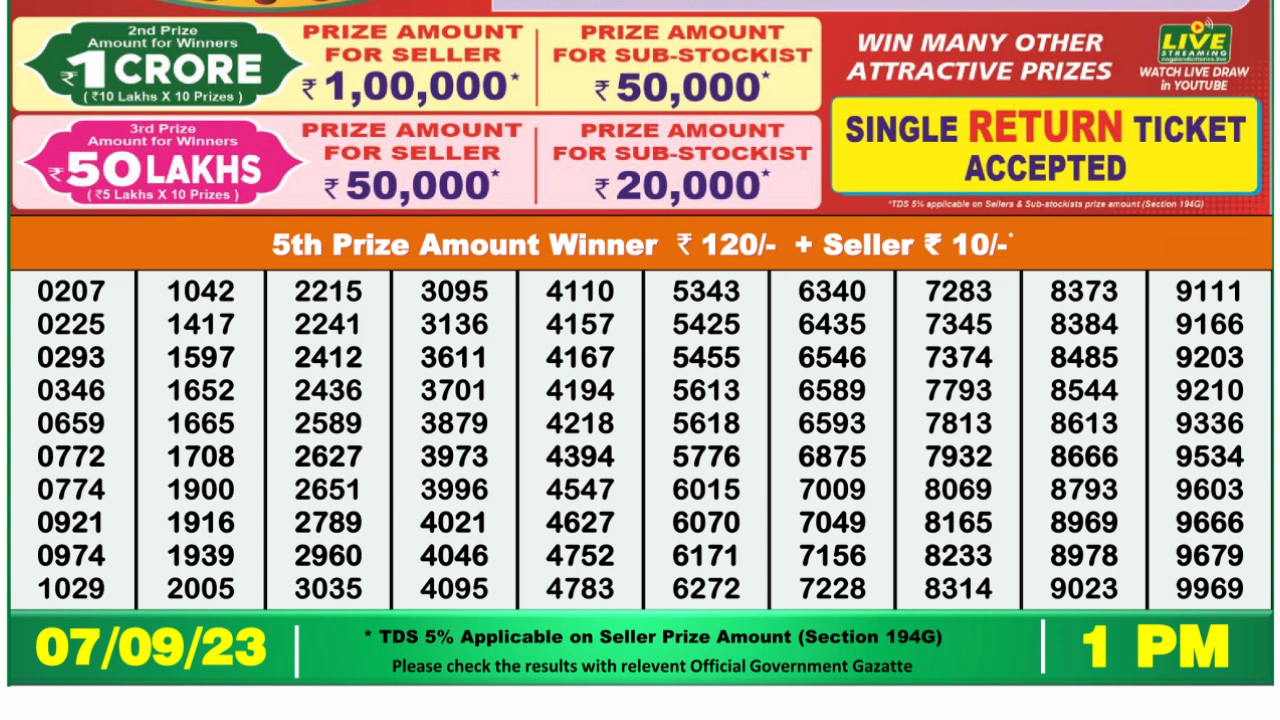 2nd Prize
Amount for Winners
₹1 CRORE
( ₹10 Lakhs X 10 Prizes )
PRIZE AMOUNT
FOR SELLER
₹ 1,00,000*
PRIZE AMOUNT
FOR SUB-STOCKIST
₹ 50,000*
WIN MANY OTHER
ATTRACTIVE PRIZES
LIVE
STREAMING
WATCH LIVE DRAW
in YOUTUBE
3rd Prize
Amount for Winners
₹50 LAKHS
( ₹5 Lakhs X 10 Prizes )
PRIZE AMOUNT
FOR SELLER
₹ 50,000*
PRIZE AMOUNT
FOR SUB-STOCKIST
₹ 20,000*
SINGLE RETURN TICKET
ACCEPTED
*TDS 5% applicable on Sellers & Sub-stockists prize amount (Section 194G)
5th Prize Amount Winner ₹ 120/- + Seller ₹ 10/-*
0207 1042 2215 3095 4110 5343 6340 7283 8373 9111
0225 1417 2241 3136 4157 5425 6435 7345 8384 9166
0293 1597 2412 3611 4167 5455 6546 7374 8485 9203
0346 1652 2436 3701 4194 5613 6589 7793 8544 9210
0659 1665 2589 3879 4218 5618 6593 7813 8613 9336
0772 1708 2627 3973 4394 5776 6875 7932 8666 9534
0774 1900 2651 3996 4547 6015 7009 8069 8793 9603
0921 1916 2789 4021 4627 6070 7049 8165 8969 9666
0974 1939 2960 4046 4752 6171 7156 8233 8978 9679
1029 2005 3035 4095 4783 6272 7228 8314 9023 9969
07/09/23
* TDS 5% Applicable on Seller Prize Amount (Section 194G)
Please check the results with relevent Official Government Gazatte
1 PM